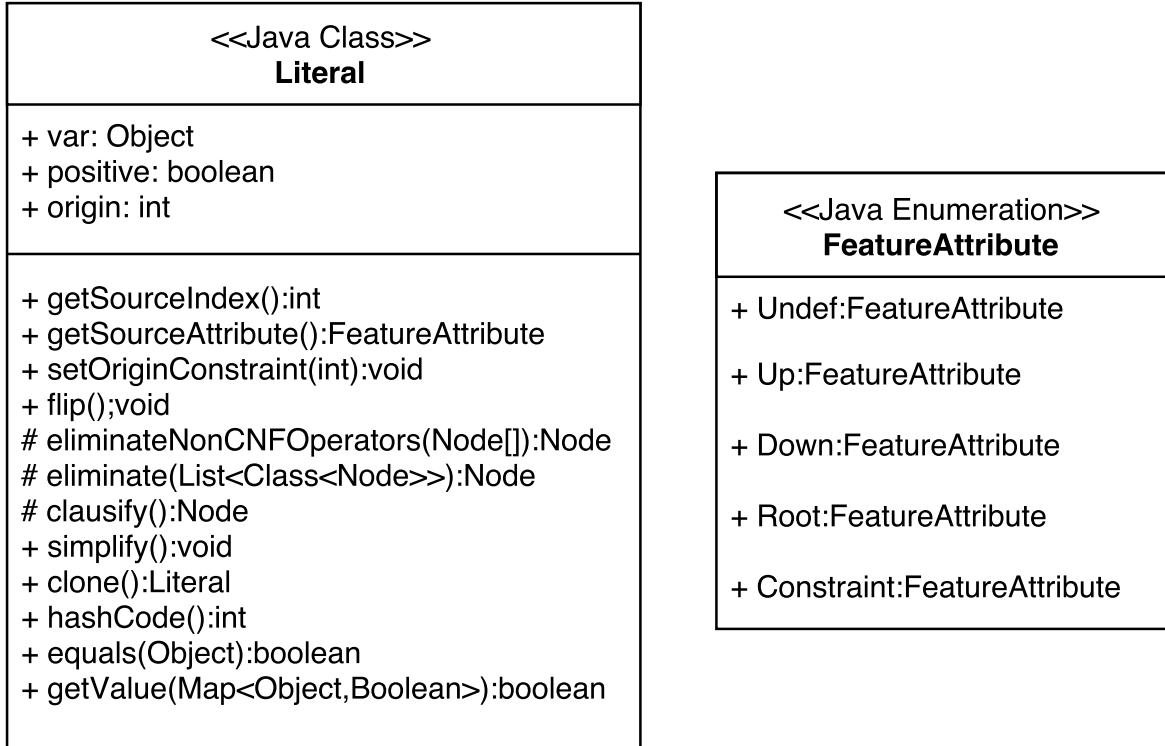 <<Java Class>>
Literal
+ var: Object
+ positive: boolean
+ origin: int
+ getSourceIndex():int
+ getSourceAttribute():FeatureAttribute
+ setOriginConstraint(int):void
+ flip();void
# eliminateNonCNFOperators(Node[]):Node
# eliminate(List<Class<Node>>):Node
# clausify():Node
+ simplify():void
+ clone():Literal
+ hashCode():int
+ equals(Object):boolean
+ getValue(Map<Object,Boolean>):boolean
<<Java Enumeration>>
FeatureAttribute
+ Undef:FeatureAttribute
+ Up:FeatureAttribute
+ Down:FeatureAttribute
+ Root:FeatureAttribute
+ Constraint:FeatureAttribute